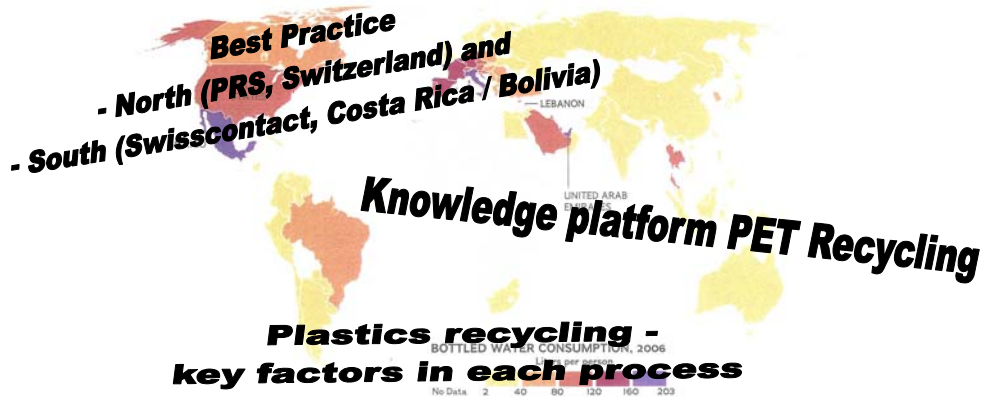 Best Practice
- North (PRS, Switzerland) and
- South (Swisscontact, Costa Rica / Bolivia)
LEBANON
UNITED ARAB
EMIRATES
Knowledge platform PET Recycling
Plastics recycling -
BOTTLED WATER CONSUMPTION, 2006
Liters per person
key factors in each process
No Data 2 40 80 120 160 203